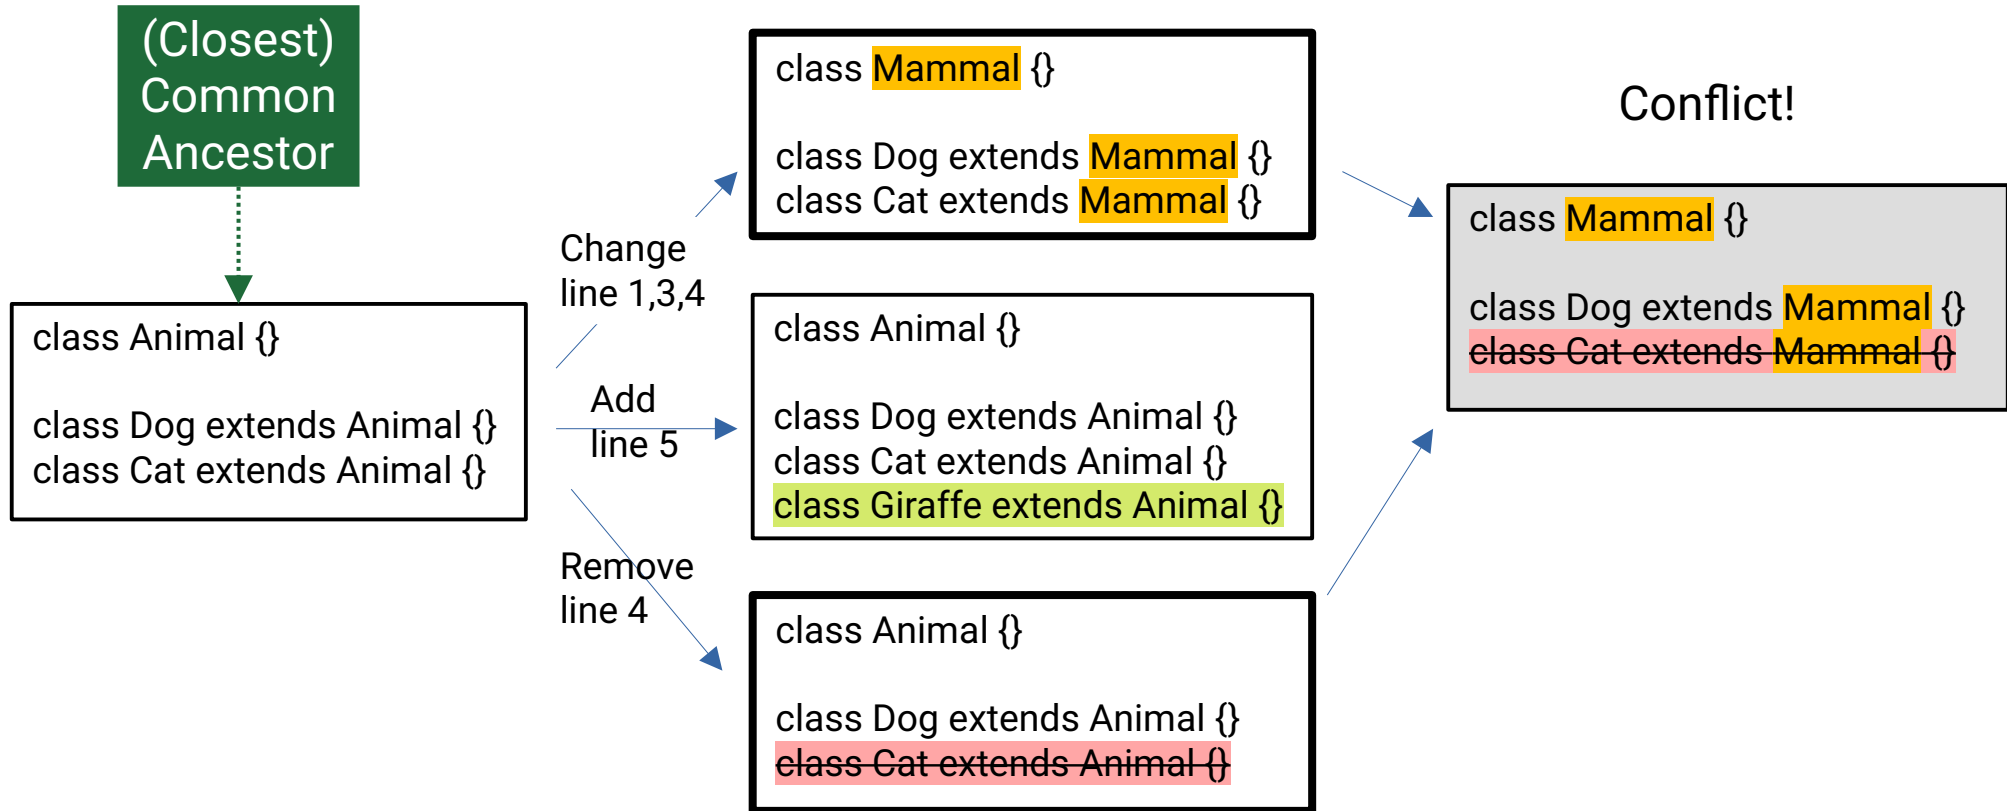 (Closest)
Common
Ancestor
class Animal {}
class Dog extends Animal {}
class Cat extends Animal {}
Change
line 1,3,4
Add
line 5
Remove
line 4
class Mammal {}
class Dog extends Mammal {}
class Cat extends Mammal {}
class Animal {}
class Dog extends Animal {}
class Cat extends Animal {}
class Giraffe extends Animal {}
class Animal {}
class Dog extends Animal {}
class Cat extends Animal {}
Conflict!
class Mammal {}
class Dog extends Mammal {}
class Cat extends Mammal {}